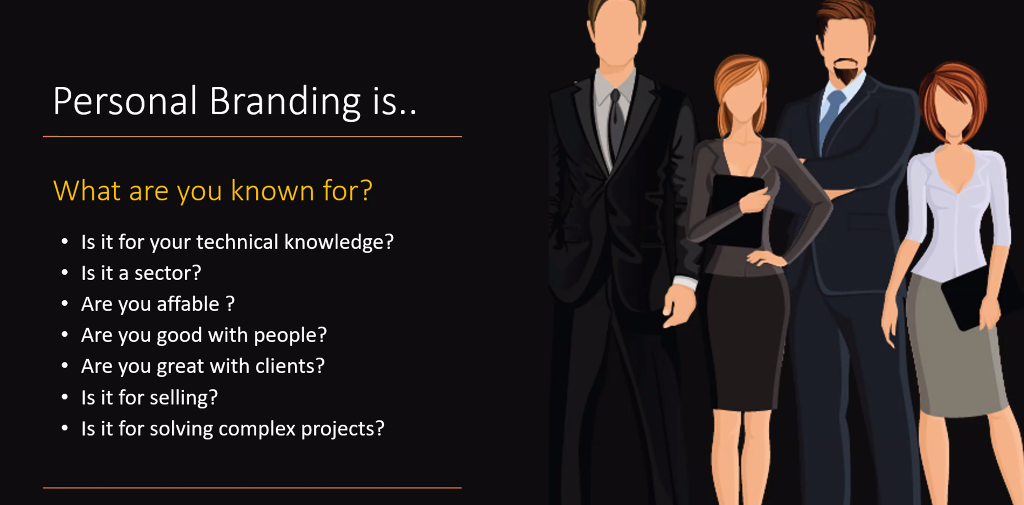 Personal Branding is..
What are you known for?
• Is it for your technical knowledge?
• Is it a sector?
• Are you affable ?
• Are you good with people?
• Are you great with clients?
• Is it for selling?
• Is it for solving complex projects?